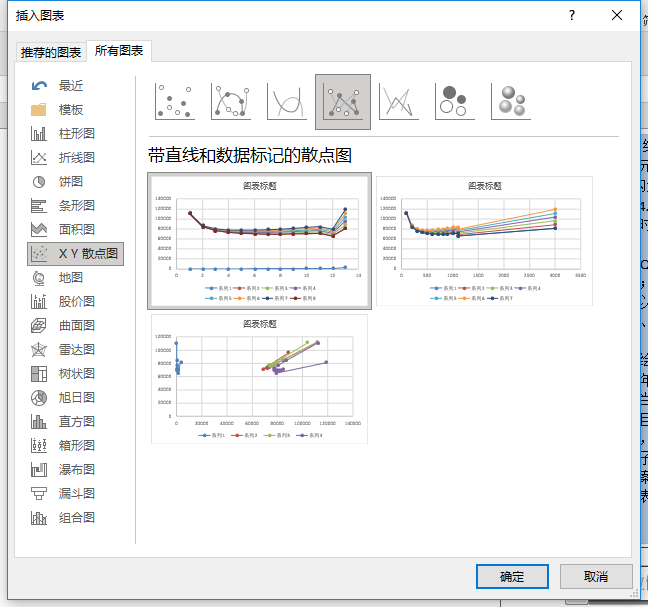 插入图表
?
推荐的图表
所有图表
最近
模板
柱形图
折线图
饼图
条形图
面积图
X Y 散点图
地图
股价图
曲面图
雷达图
树状图
旭日图
直方图
箱形图
瀑布图
漏斗图
组合图
带直线和数据标记的散点图
图表标题
140000
120000
100000
80000
60000
40000
20000
0
0 2 4 6 8 10 12 14
系列1 系列2 系列3 系列4
系列5 系列6 系列7 系列8
图表标题
140000
120000
100000
80000
60000
40000
20000
0
0 500 1000 1500 2000 2500 3000 3500
系列1 系列2 系列3 系列4
系列5 系列6 系列7
图表标题
120000
100000
80000
60000
40000
20000
0
0 20000 40000 60000 80000 100000 120000 140000
系列1 系列2 系列3 系列4
确定
取消